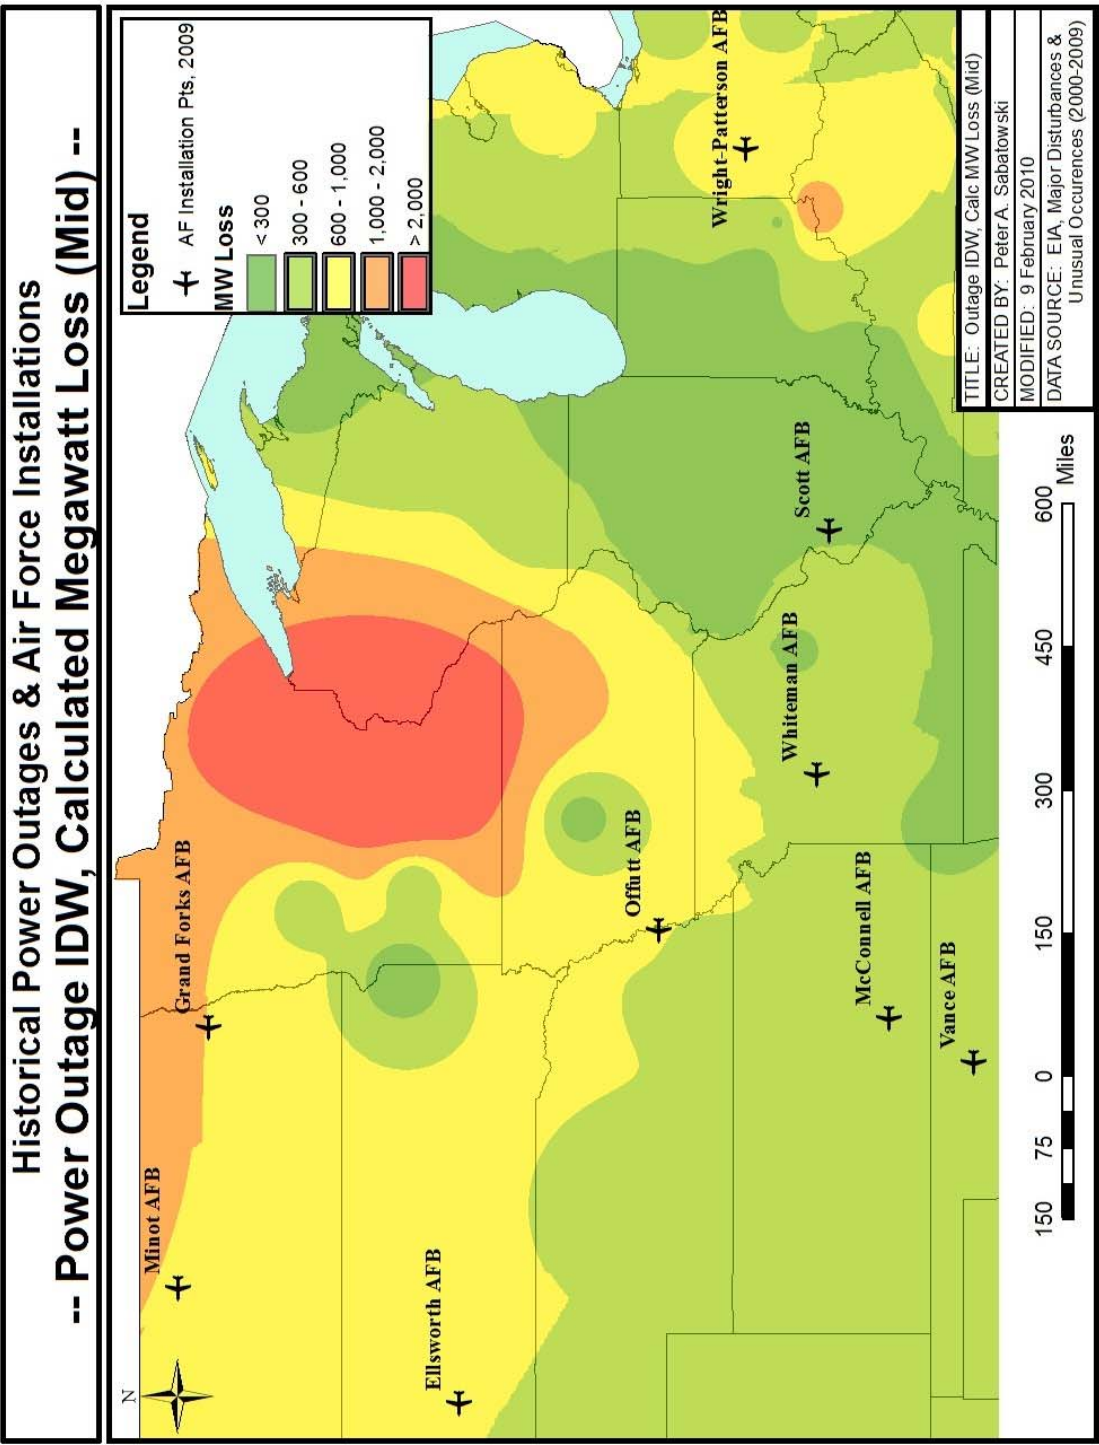 Historical Power Outages & Air Force Installations
-- Power Outage IDW, Calculated Megawatt Loss (Mid) --
N
Legend
AF Installation Pts, 2009
MW Loss
< 300
300 - 600
600 - 1,000
1,000 - 2,000
> 2,000
Minot AFB
Grand Forks AFB
Ellsworth AFB
Offutt AFB
Wright-Patterson AFB
Whiteman AFB
Scott AFB
McConnell AFB
Vance AFB
150 75 0 150 300 450 600
Miles
TITLE: Outage IDW, Calc MW Loss (Mid)
CREATED BY: Peter A. Sabatowski
MODIFIED: 9 February 2010
DATA SOURCE: EIA, Major Disturbances &
Unusual Occurences (2000-2009)